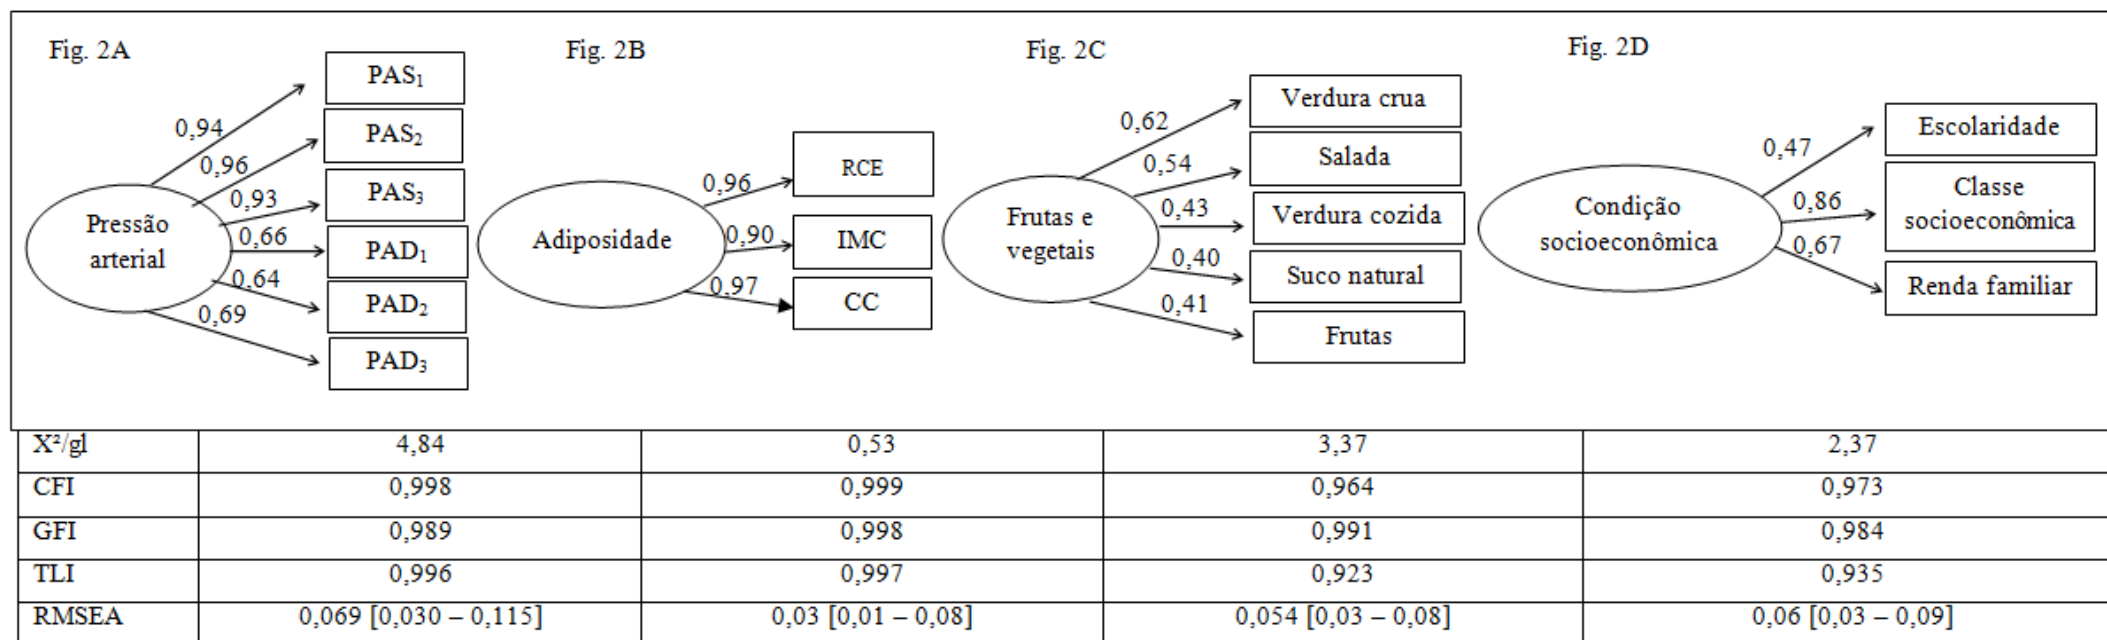 Fig. 2A
PAS₁
PAS₂
PAS₃
PAD₁
PAD₂
PAD₃
0,94
0,96
0,93
0,66
0,64
0,69
Pressão
arterial
Fig. 2B
RCE
IMC
CC
0,96
0,90
0,97
Adiposidade
Fig. 2C
Verdura crua
Salada
Verdura cozida
Suco natural
Frutas
0,62
0,54
0,43
0,40
0,41
Frutas e
vegetais
Fig. 2D
Escolaridade
Classe
socioeconômica
Renda familiar
0,47
0,86
0,67
Condição
socioeconômica
X²/gl 4,84 0,53 3,37 2,37
CFI 0,998 0,999 0,964 0,973
GFI 0,989 0,998 0,991 0,984
TLI 0,996 0,997 0,923 0,935
RMSEA 0,069 [0,030 – 0,115] 0,03 [0,01 – 0,08] 0,054 [0,03 – 0,08] 0,06 [0,03 – 0,09]